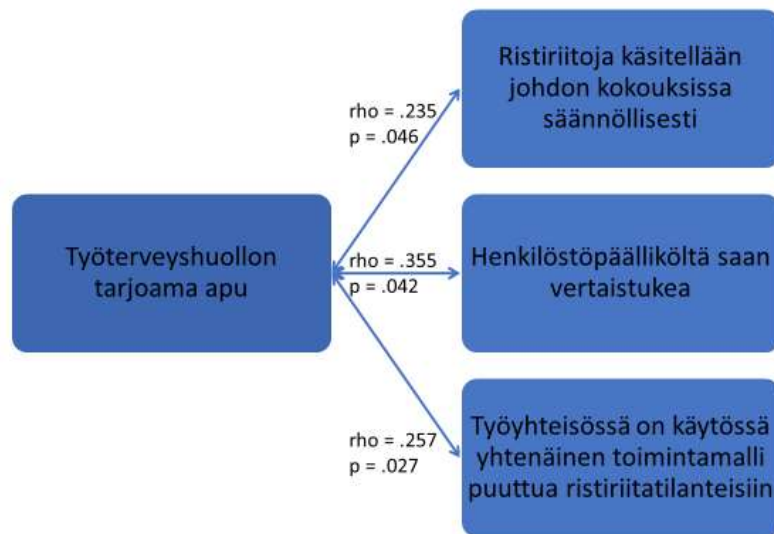 Ristiriitoja käsitellään
johdon kokouksissa
säännöllisesti
rho = .235
p = .046
Työterveyshuollon
tarjoama apu
rho = .355
p = .042
Henkilöstöpäälliköltä saan
vertaistukea
rho = .257
p = .027
Työyhteisössä on käytössä
yhtenäinen toimintamalli
puuttua ristiriitatilanteisiin